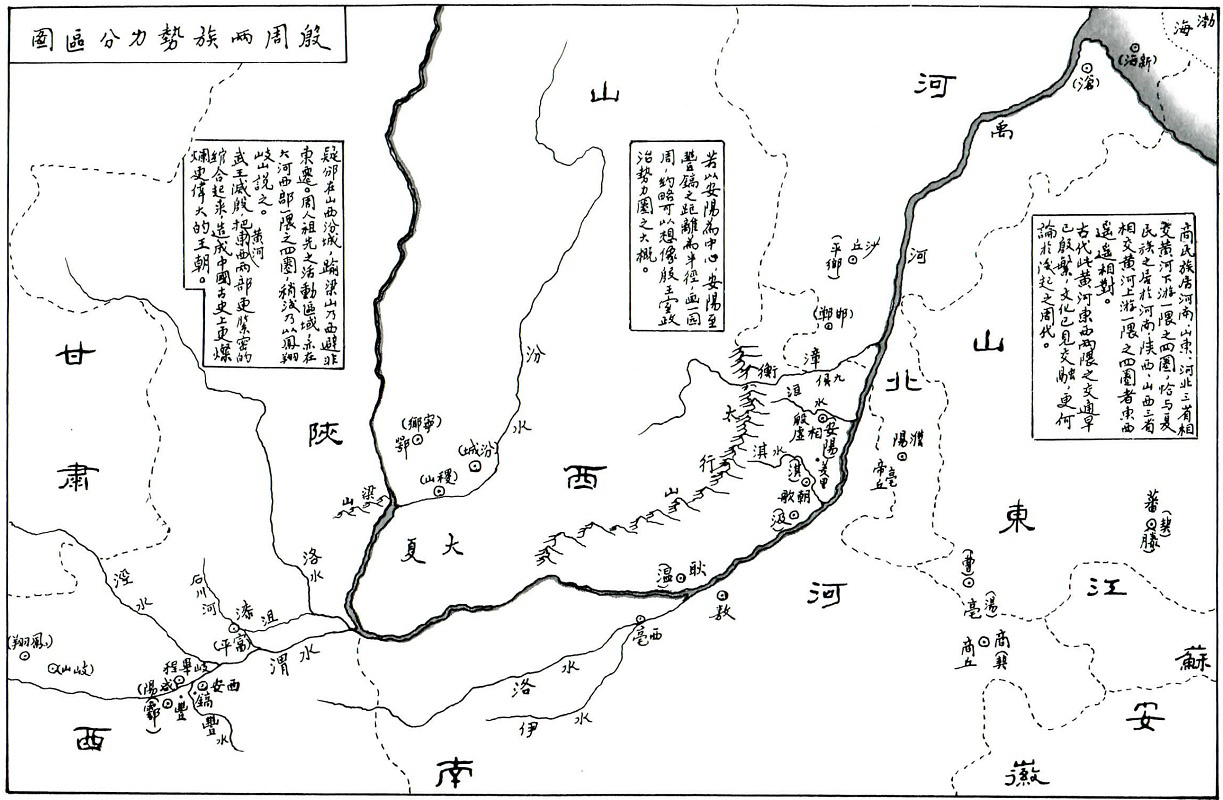 殷周兩族勢力分區圖
商民族居河南、山東、河北三省相
交黃河下游一隈之四圍,恰与夏
民族之居於河南、陝西、山西三省
相交黃河上游一隈之四圍者東西
遙遙相對。
古代此黃河東西兩隈之交通早
已殷繁,文化已見交融,更何
論於後起之周代。
若以安陽為中心,安陽至
豐鎬之距離為半徑,画一圓
周,約略可以想像殷王室政
治勢力圈之大概。
疑邠在山西汾城,踰梁山乃西避非
東遷。周人祖先之活動區域亦在
大河西部一隈之四圍,稍後乃以鳳翔
岐山說之。
武王滅殷,把黃河東西兩部更緊密的
綰合起來,造成中國古史上更燦
爛更偉大的王朝。
渤海
(新海)
(滄)
禹河
河北
山東
山西
陝西
甘肅
河南
江蘇
安徽
沙丘
(平鄉)
(邯鄲)
衡漳
九侯
洹水
殷虛
相
(安陽)
羑里
淇水
(淇)
朝歌
(汲)
太行山
濮陽
帝丘
亳
蕃
(契)
滕
(曹)
亳
(湯)
商
(契)
商丘
(溫)
耿
敖
西亳
洛水
伊水
汾水
(寧鄉)
鄂
(汾城)
(稷山)
梁山
大夏
洛水
涇水
石川河
漆沮
(富平)
渭水
(鳳翔)
(岐山)
岐畢程
(咸陽)
西安
鎬
豐
(鄠)
豐水